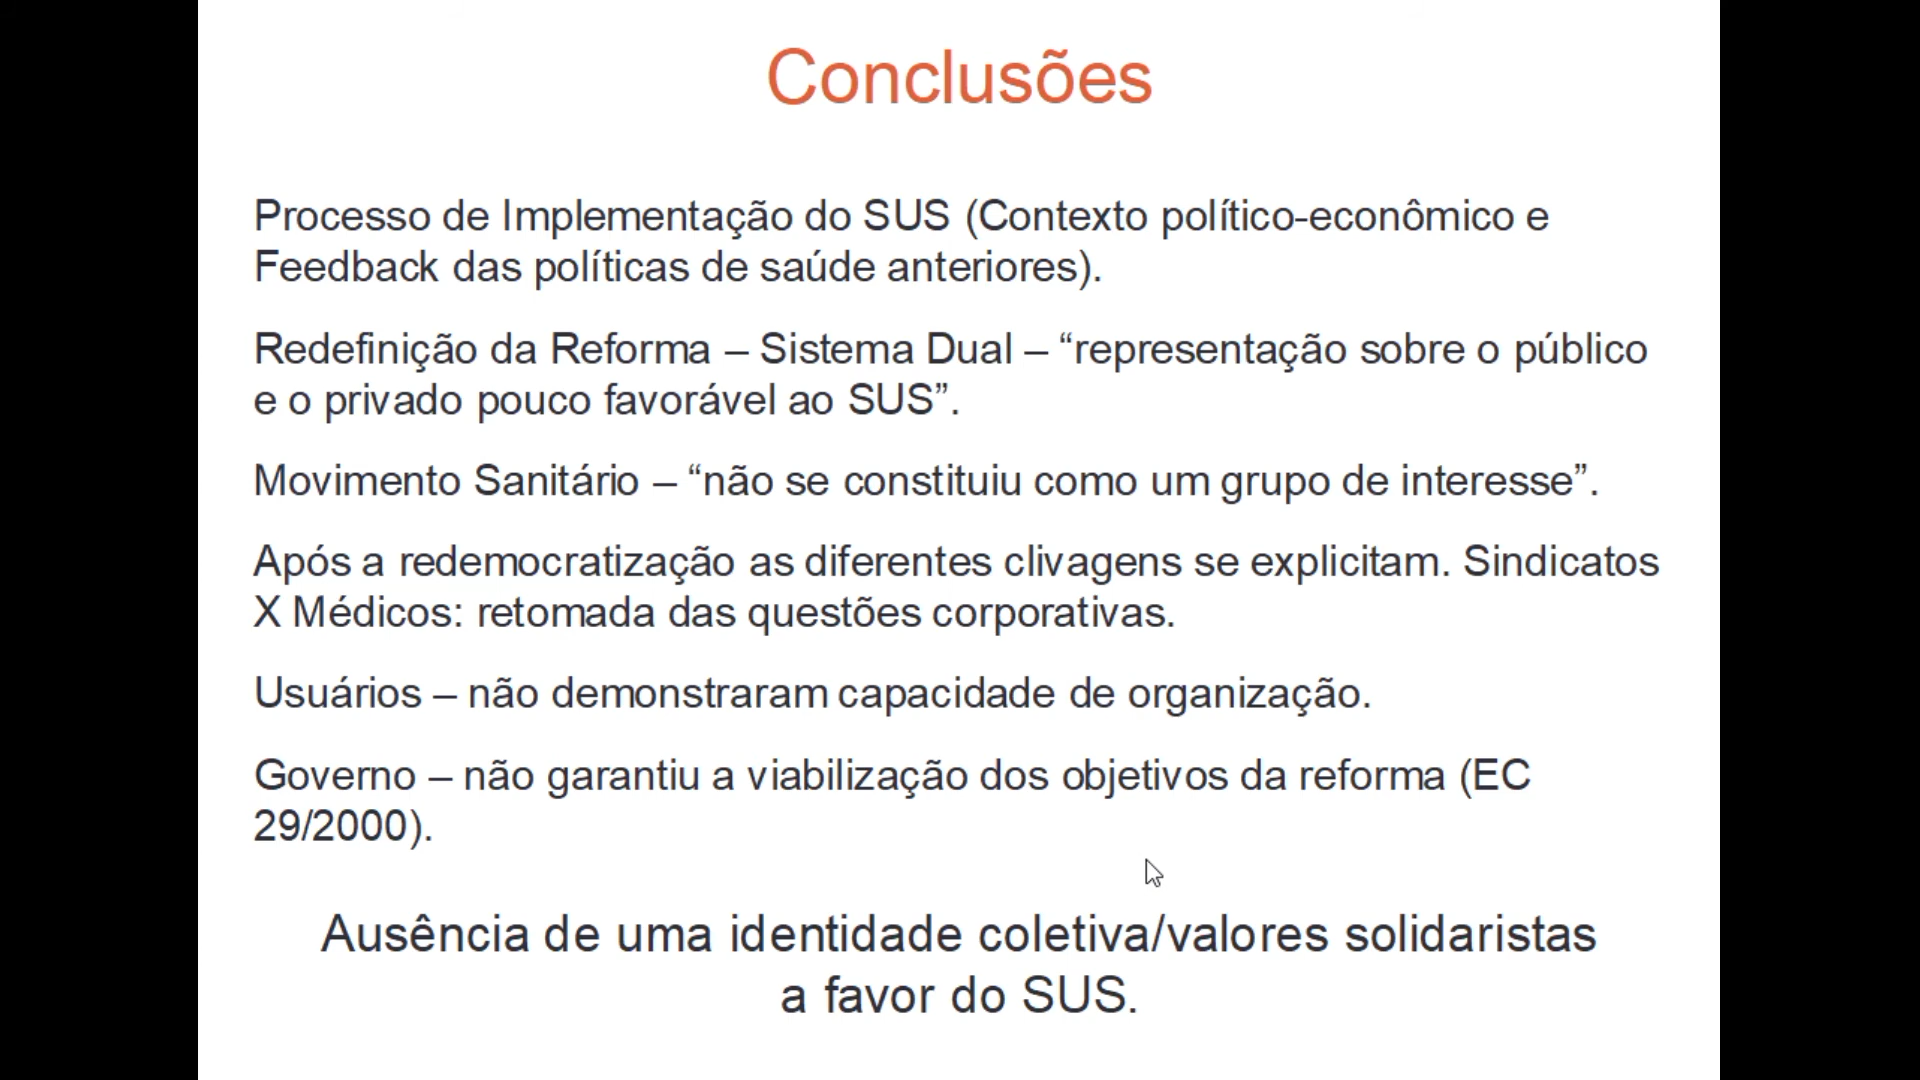 Conclusões
Processo de Implementação do SUS (Contexto político-econômico e
Feedback das políticas de saúde anteriores).
Redefinição da Reforma – Sistema Dual – “representação sobre o público
e o privado pouco favorável ao SUS”.
Movimento Sanitário – “não se constituiu como um grupo de interesse”.
Após a redemocratização as diferentes clivagens se explicitam. Sindicatos
X Médicos: retomada das questões corporativas.
Usuários – não demonstraram capacidade de organização.
Governo – não garantiu a viabilização dos objetivos da reforma (EC
29/2000).
Ausência de uma identidade coletiva/valores solidaristas
a favor do SUS.